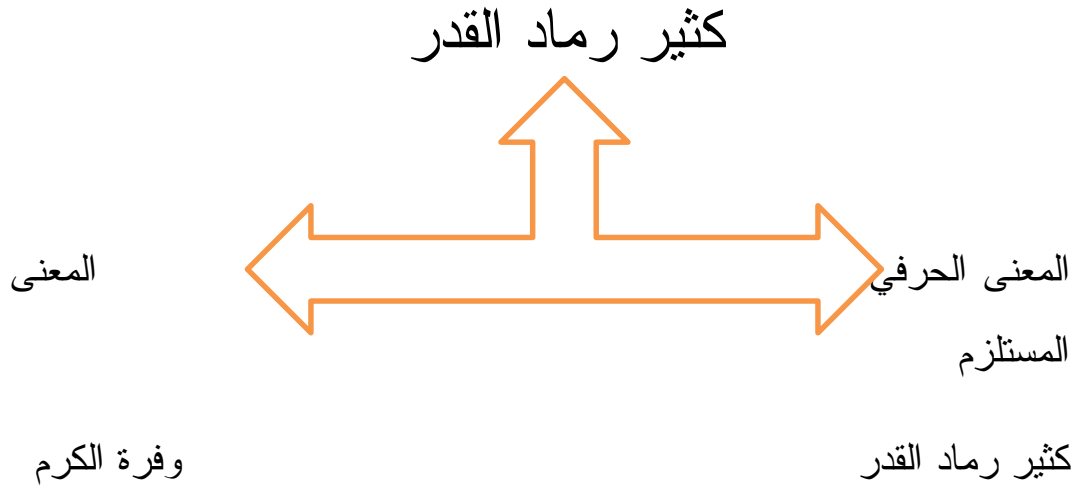 كثير رماد القدر
المعنى الحرفي المعنى
المستلزم
كثير رماد القدر وفرة الكرم